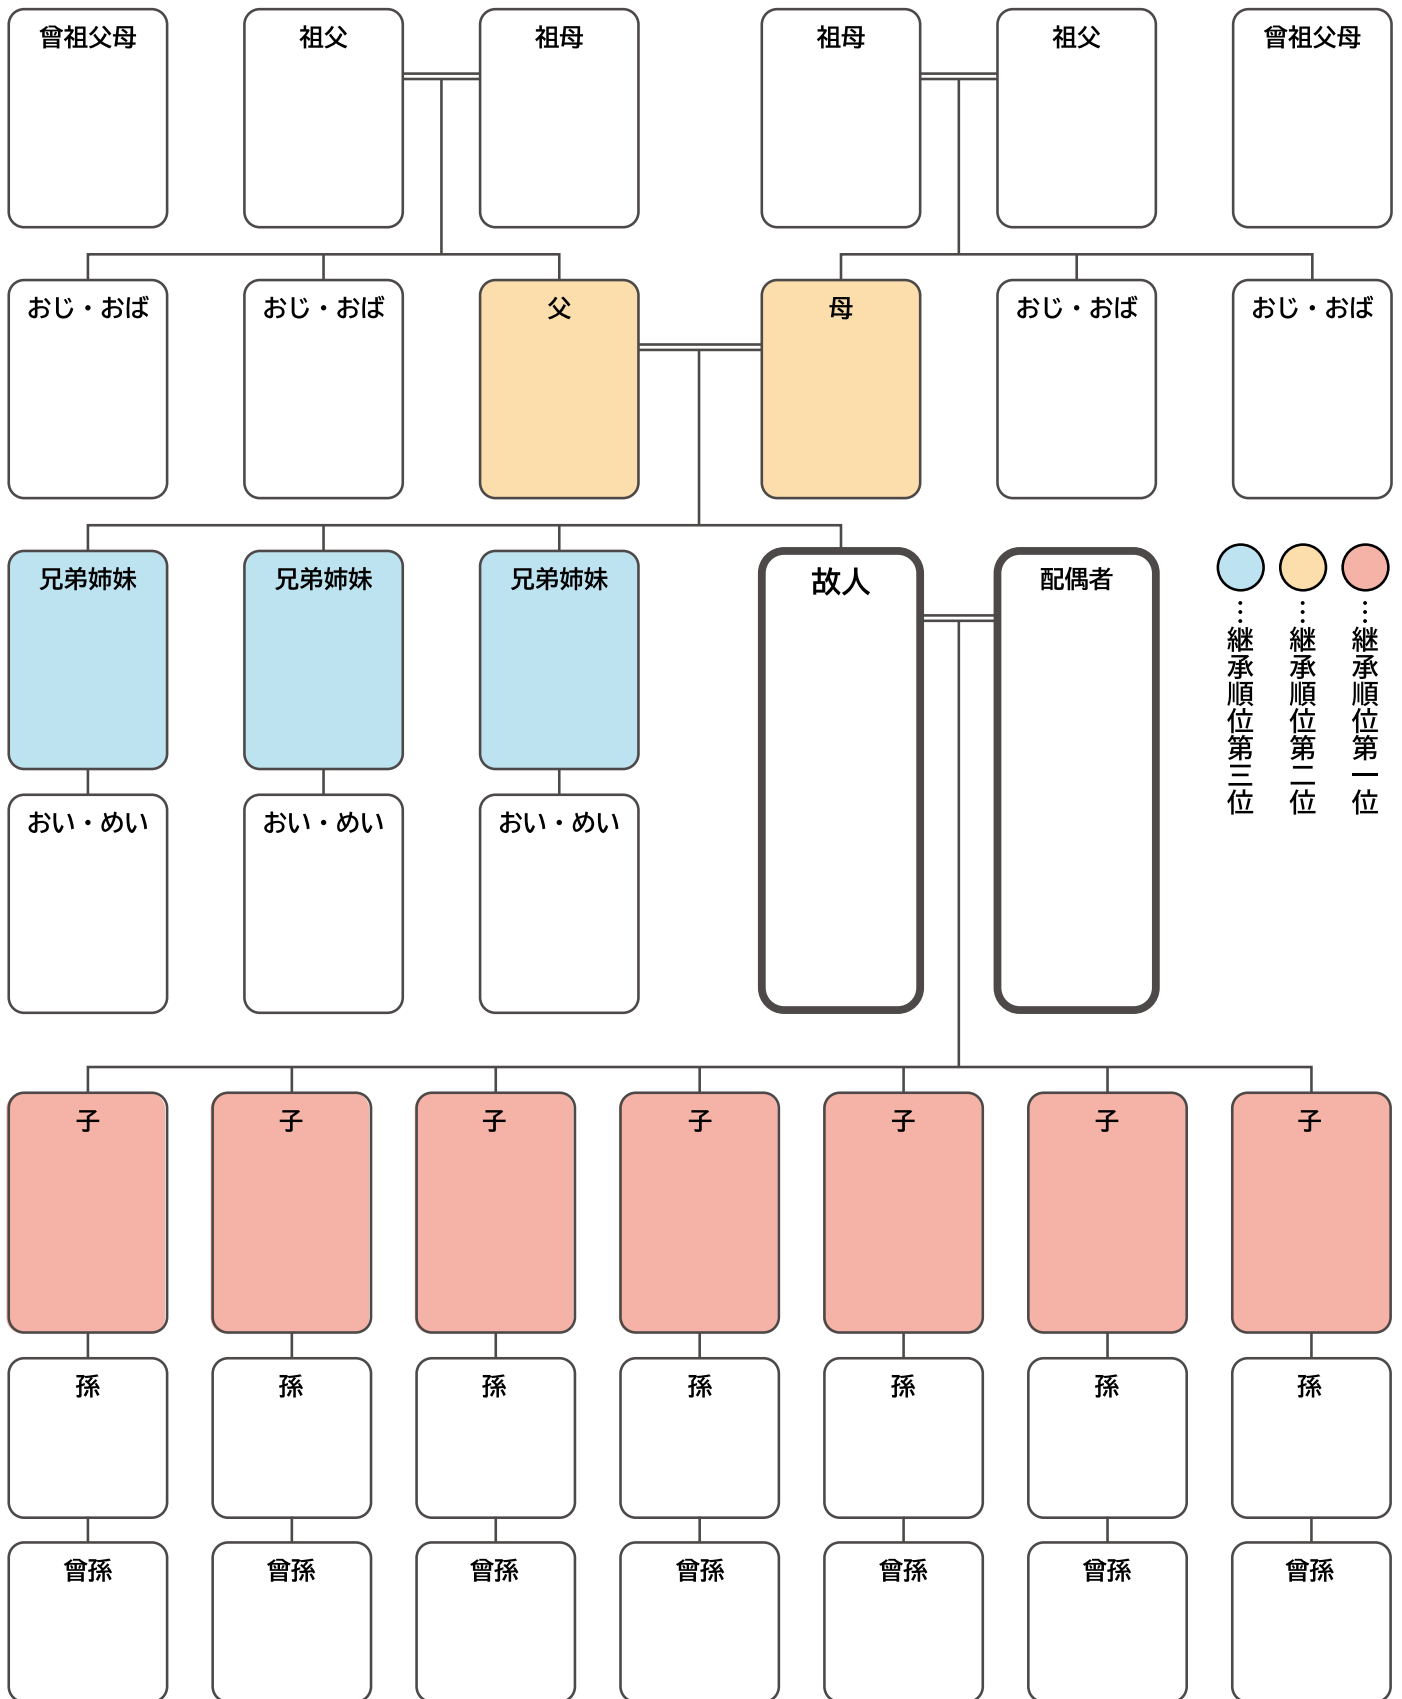 曾祖父母
祖父
祖母
祖母
祖父
曾祖父母
おじ・おば
おじ・おば
父
母
おじ・おば
おじ・おば
兄弟姉妹
兄弟姉妹
兄弟姉妹
故人
配偶者
…継承順位第一位
…継承順位第二位
…継承順位第三位
おい・めい
おい・めい
おい・めい
子
子
子
子
子
子
子
孫
孫
孫
孫
孫
孫
孫
曾孫
曾孫
曾孫
曾孫
曾孫
曾孫
曾孫